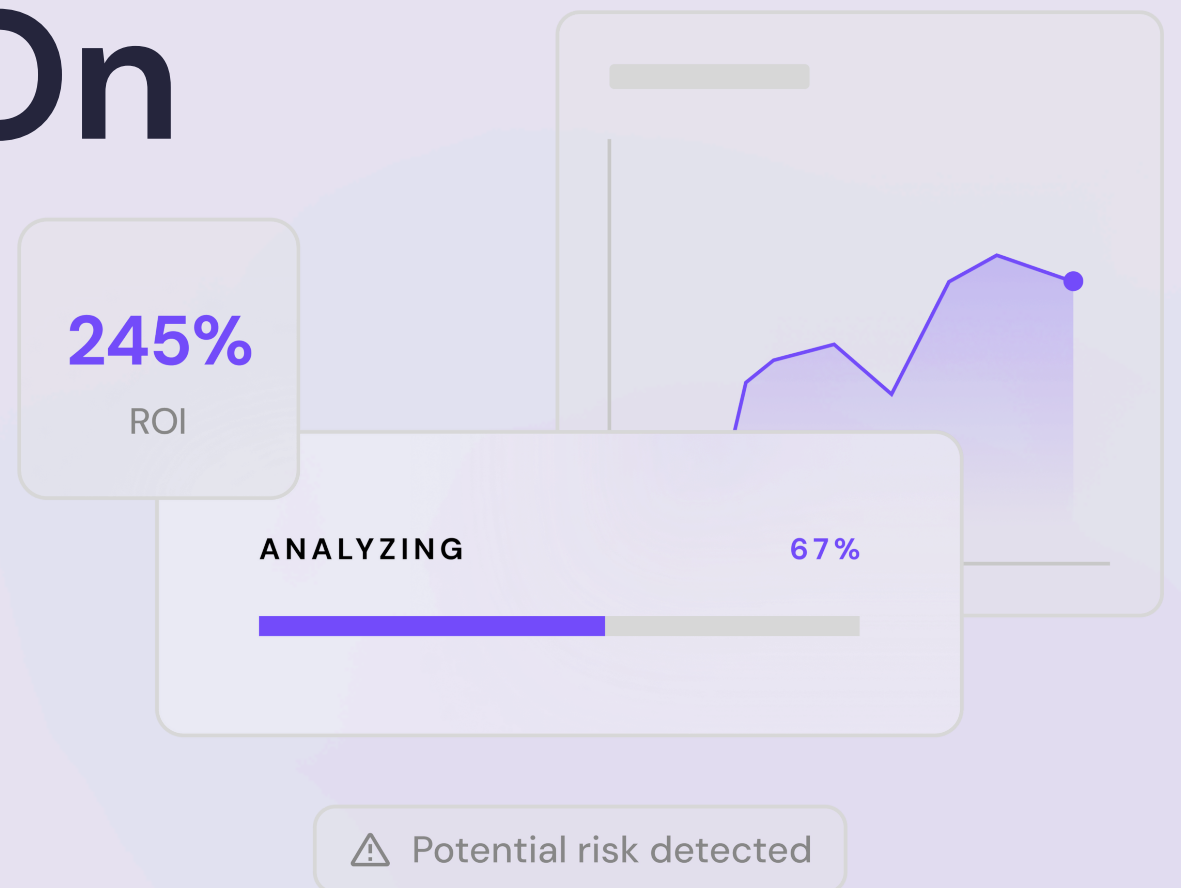 On
245%
ROI
ANALYZING 67%
Potential risk detected